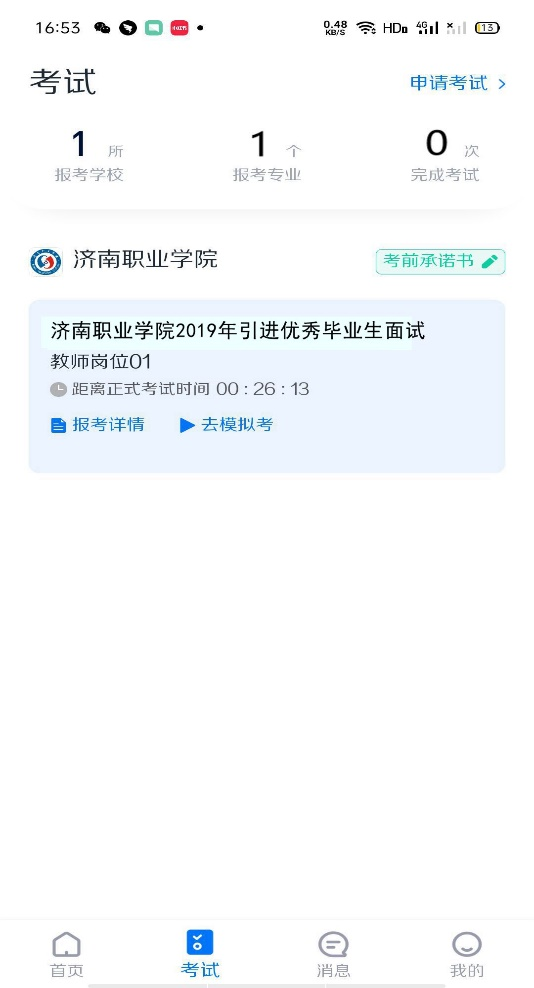 16:53 0.48 KB/S HD 4G 13
考试 申请考试
1 所 1 个 0 次
报考学校 报考专业 完成考试
济南职业学院 考前承诺书
济南职业学院2019年引进优秀毕业生面试
教师岗位01
距离正式考试时间 00 : 26 : 13
报考详情 去模拟考
首页 考试 消息 我的